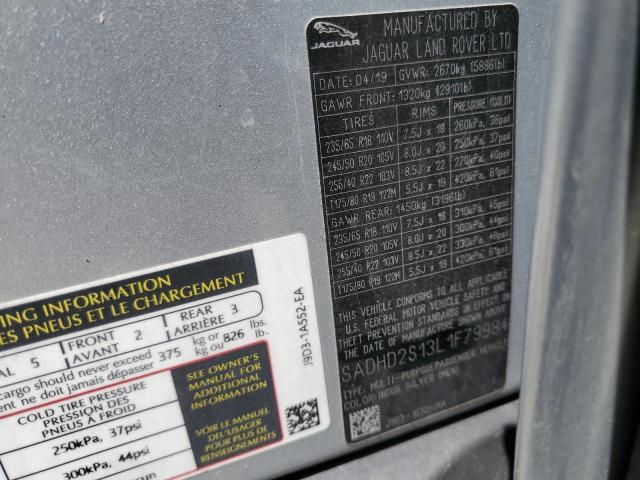 JAGUAR
MANUFACTURED BY
JAGUAR LAND ROVER LTD
DATE: 04/19 GVWR: 2670kg (5886lb)
GAWR FRONT: 1320kg (2910lb)
TIRES RIMS PRESSURE (COLD)
235/65 R18 110V 7.5J x 18 260kPa, 38psi
245/50 R20 105V 8.0J x 20 250kPa, 37psi
255/40 R22 103V 8.5J x 22 270kPa, 40psi
T175/80 R19 122M 5.5J x 19 420kPa, 61psi
GAWR REAR: 1450kg (3196lb)
235/65 R18 110V 7.5J x 18 310kPa, 45psi
245/50 R20 105V 8.0J x 20 300kPa, 44psi
255/40 R22 103V 8.5J x 22 330kPa, 48psi
T175/80 R19 122M 5.5J x 19 420kPa, 61psi
THIS VEHICLE CONFORMS TO ALL APPLICABLE
FEDERAL MOTOR VEHICLE SAFETY AND THEFT
PREVENTION STANDARDS IN EFFECT ON THE
DATE OF MANUFACTURE SHOWN ABOVE.
SADHD2S13L1F79984
TYPE: MULTI-PURPOSE PASSENGER VEHICLE
COLOR: INDUS SILVER (MEN)
J9D3-1A552-EA
ING INFORMATION
ES PNEUS ET LE CHARGEMENT
AL 5 FRONT AVANT 2 REAR ARRIÈRE 3
cargo should never exceed
ent ne doit jamais dépasser 375 kg or kg ou 826 lbs. lb.
COLD TIRE PRESSURE
PRESSION DES
PNEUS À FROID
250kPa, 37psi
300kPa, 44psi
SEE OWNER'S
MANUAL FOR
ADDITIONAL
INFORMATION
VOIR LE MANUEL
DE L'USAGER
POUR PLUS DE
RENSEIGNEMENTS